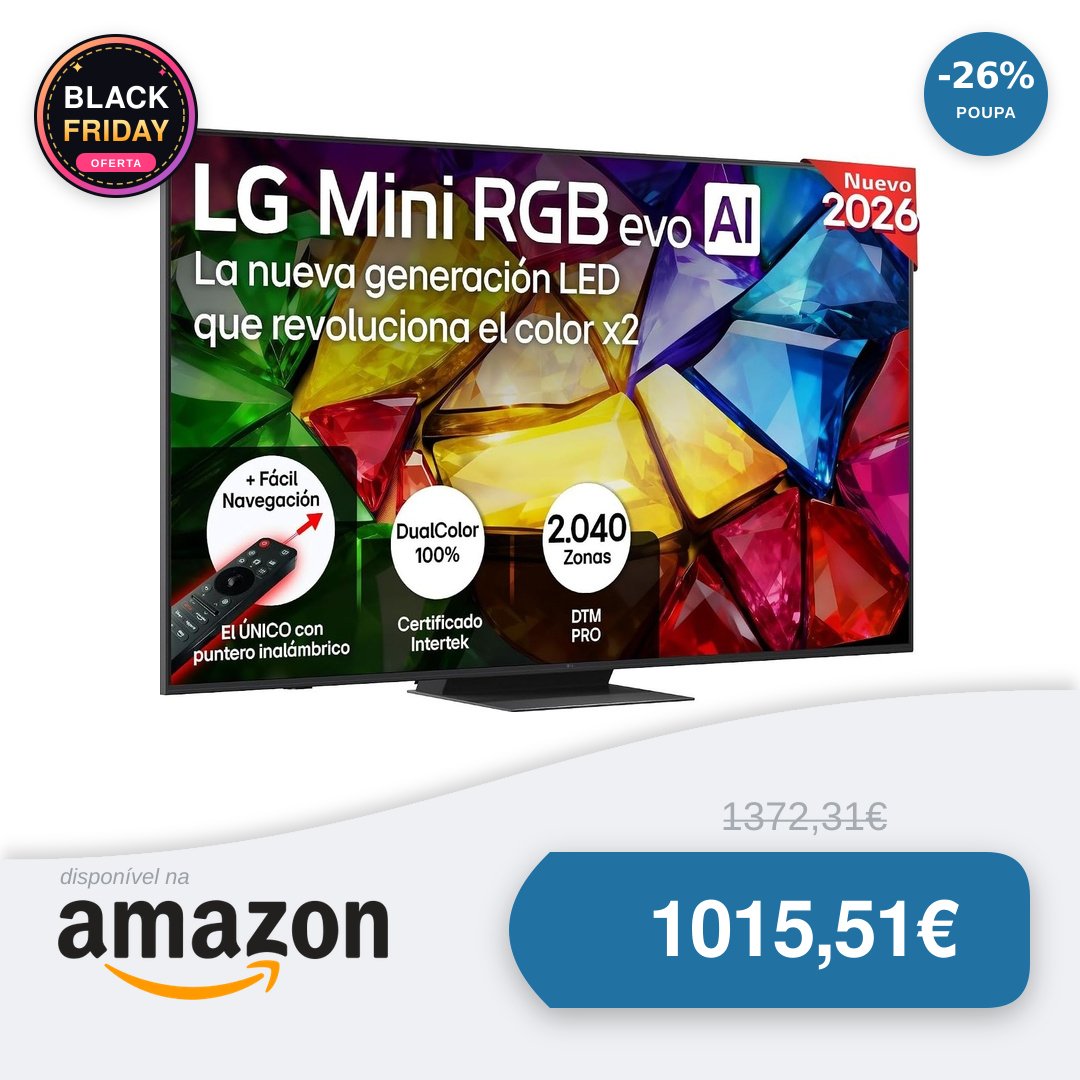 BLACK
FRIDAY
OFERTA
-26%
POUPA
LG Mini RGB evo AI
Nuevo
2026
La nueva generación LED
que revoluciona el color x2
+ Fácil
Navegación
El ÚNICO con
puntero inalámbrico
DualColor
100%
Certificado
Intertek
2.040
Zonas
DTM
PRO
1372,31€
1015,51€
disponível na
amazon